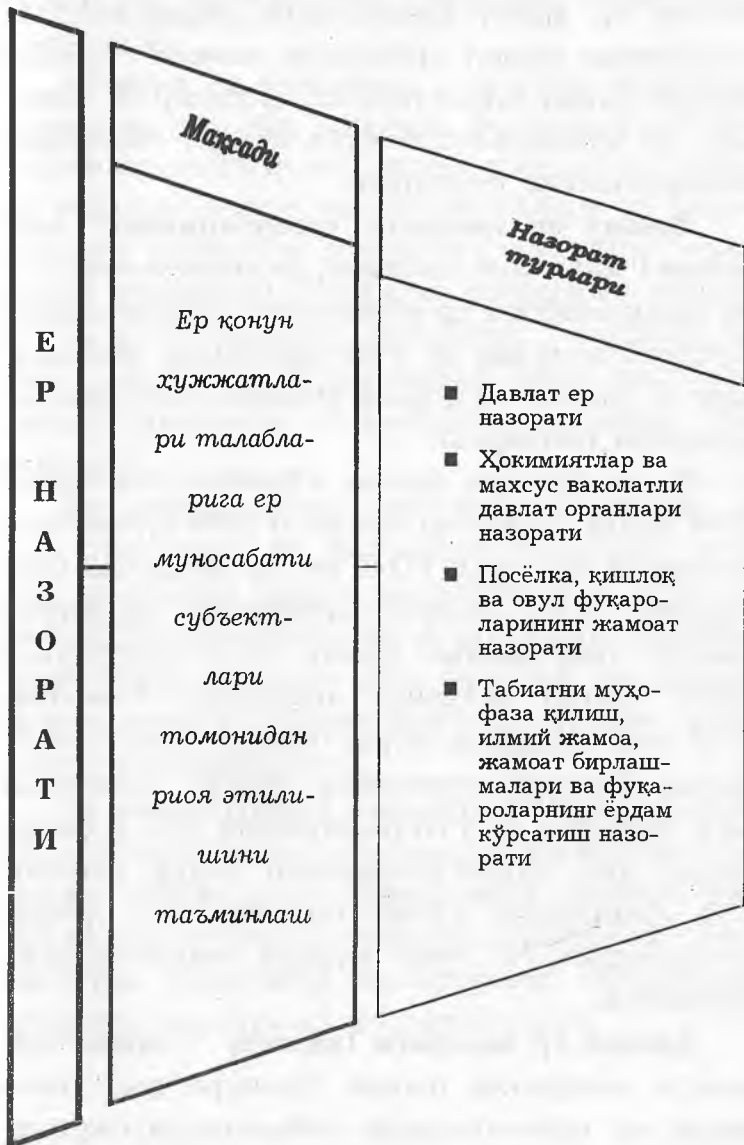 ЕР НАЗОРАТИ
Мақсади
Ер қонун
ҳужжатла-
ри талабла-
рига ер
муносабати
субъект-
лари
томонидан
риоя этили-
шини
таъминлаш
Назорат
турлари
■ Давлат ер
назорати
■ Ҳокимиятлар ва
махсус ваколатли
давлат органлари
назорати
■ Посёлка, қишлоқ
ва овул фуқаро-
ларининг жамоат
назорати
■ Табиатни муҳо-
фаза қилиш,
илмий жамоа,
жамоат бирлаш-
малари ва фуқа-
роларнинг ёрдам
кўрсатиш назо-
рати